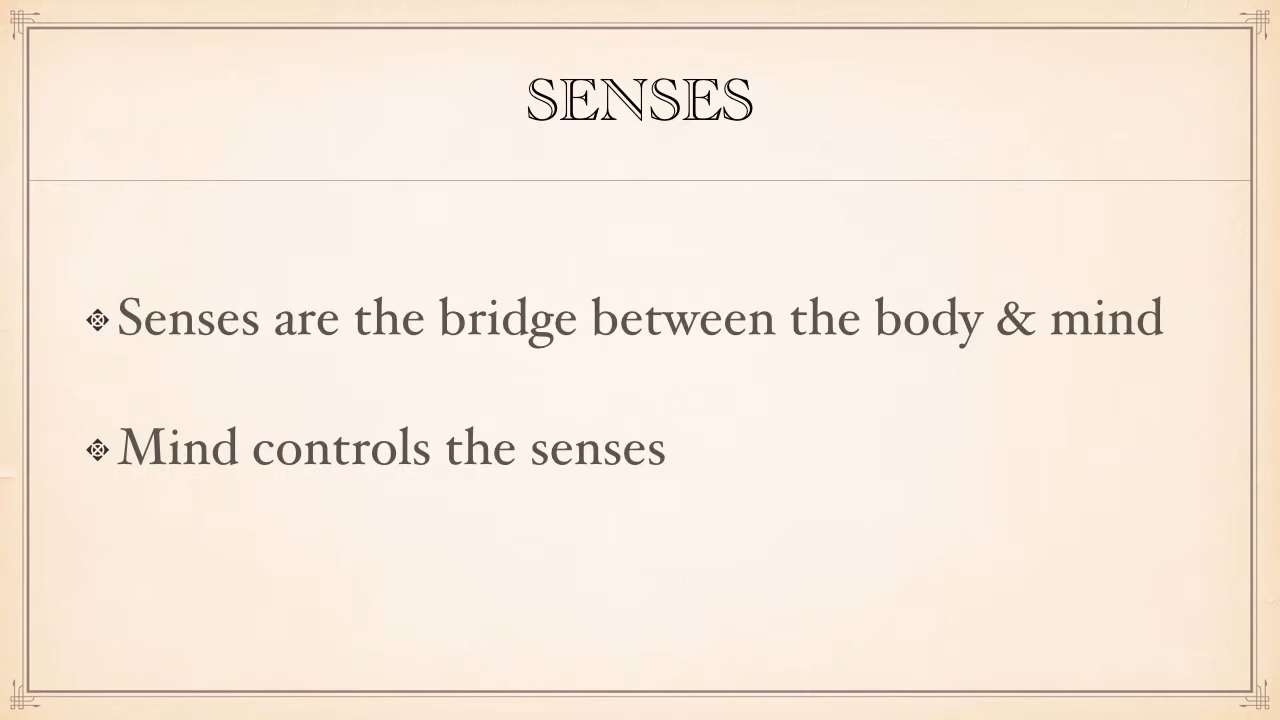 SENSES
Senses are the bridge between the body & mind
Mind controls the senses